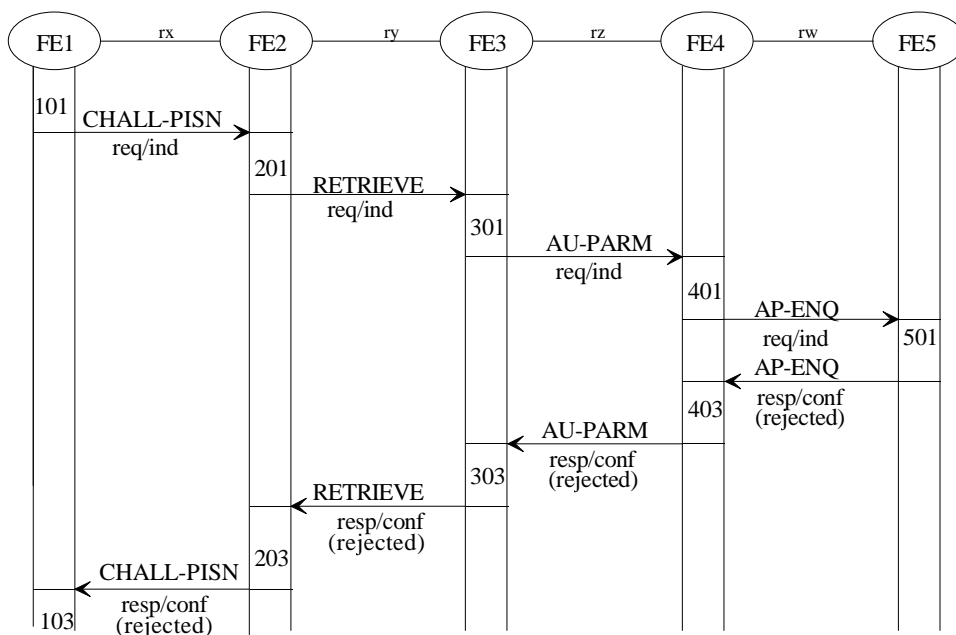 FE1 rx FE2 ry FE3 rz FE4 rw FE5
101
CHALL-PISN
req/ind
201
RETRIEVE
req/ind
301
AU-PARM
req/ind
401
AP-ENQ
req/ind
501
AP-ENQ
resp/conf
(rejected)
403
AU-PARM
resp/conf
(rejected)
303
RETRIEVE
resp/conf
(rejected)
203
CHALL-PISN
resp/conf
(rejected)
103